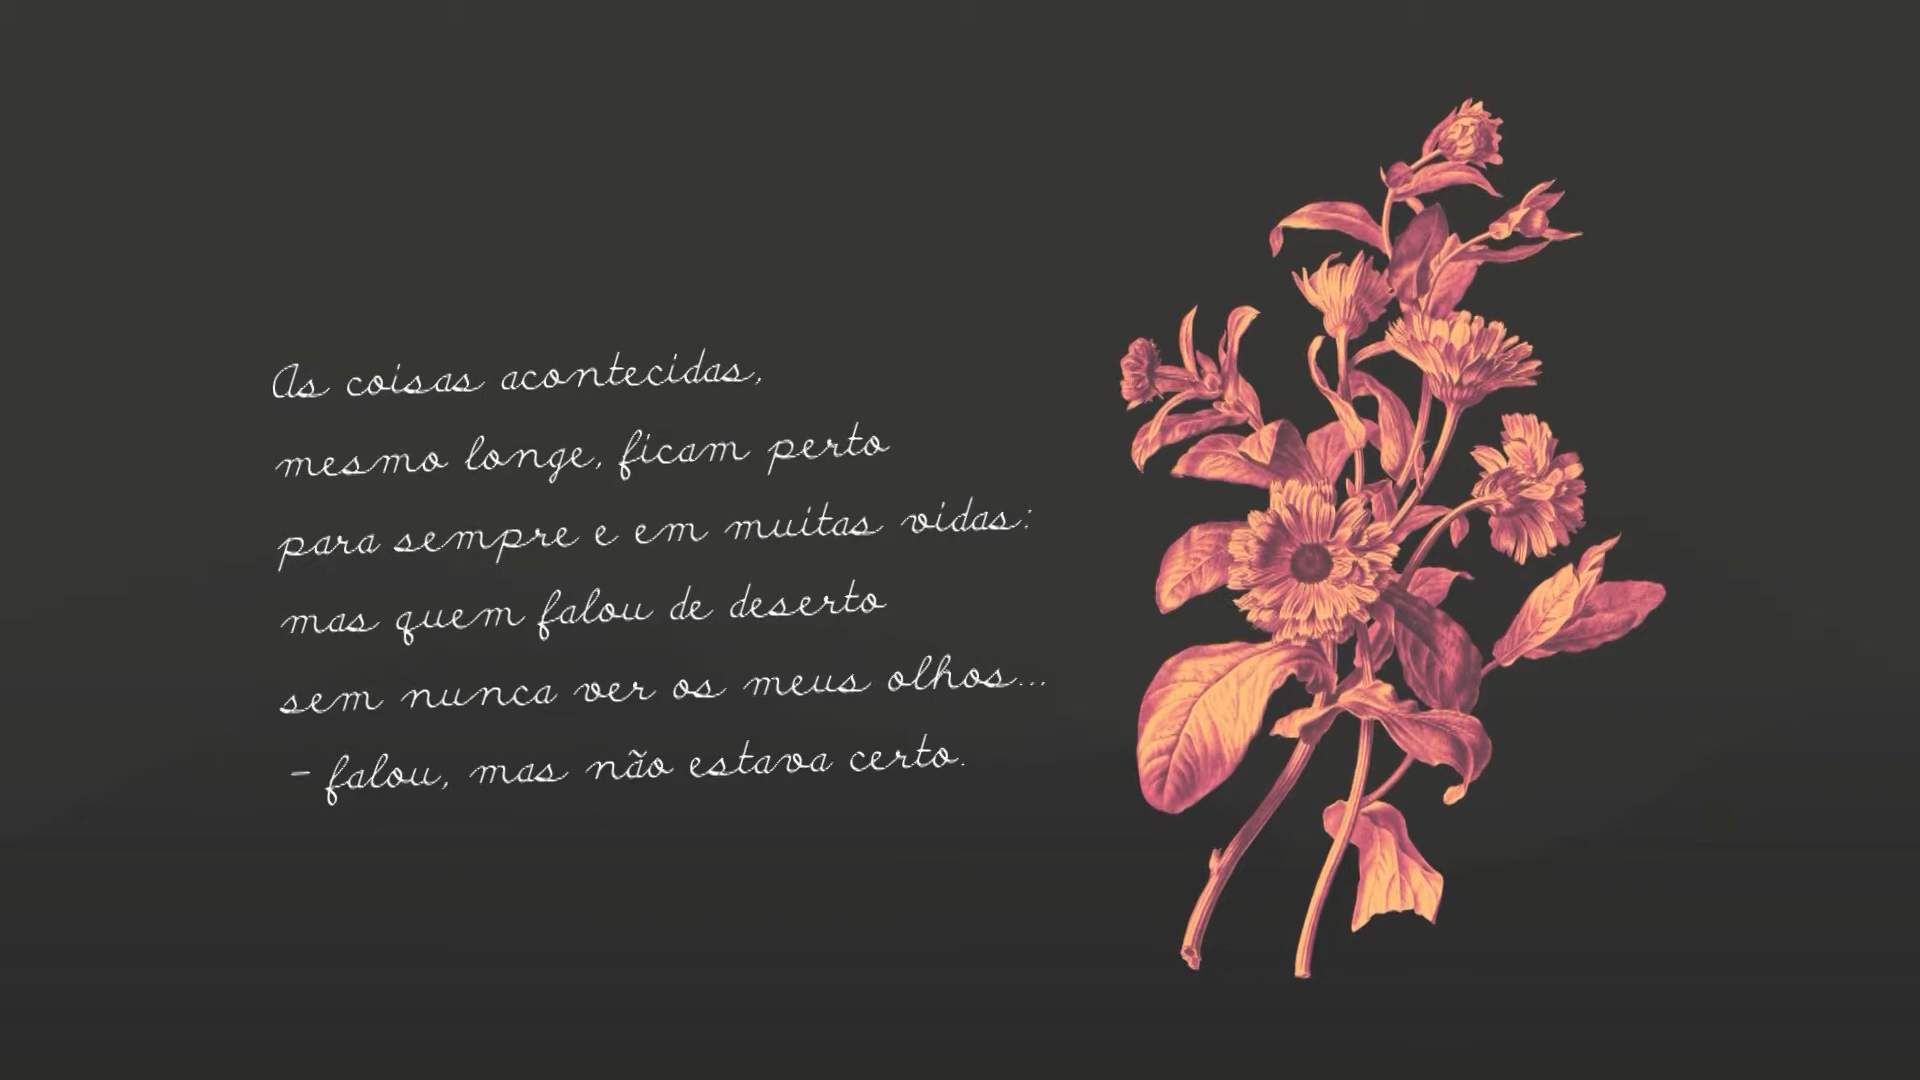 As coisas acontecidas,
mesmo longe, ficam perto
para sempre e em muitas vidas:
mas quem falou de deserto
sem nunca ver os meus olhos...
- falou, mas não estava certo.